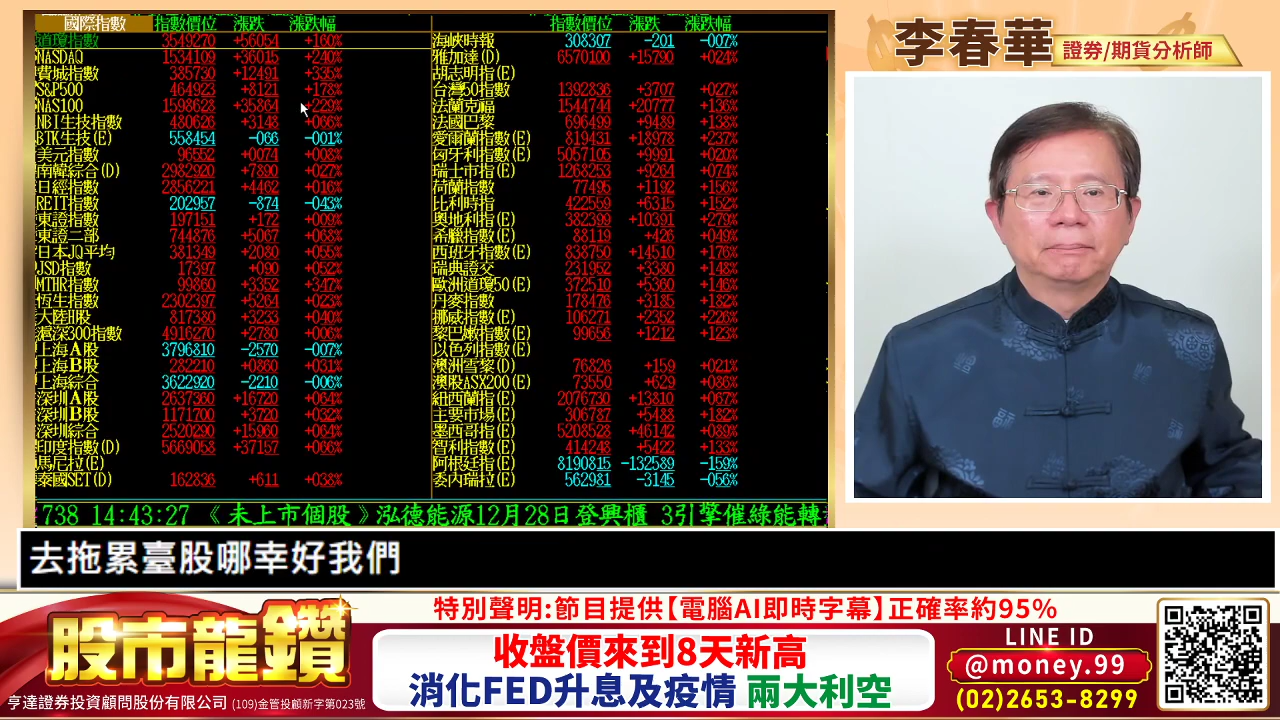 國際指數 指數價位 漲跌 漲跌幅
道瓊指數 3549270 +56054 +160%
NASDAQ 1534109 +36015 +240%
費城指數 385730 +12491 +335%
S&P500 464923 +8121 +178%
NAS100 1598628 +35864 +229%
NBI生技指數 480626 +3148 +066%
BTK生技(E) 558454 -066 -001%
美元指數 96552 +0074 +008%
南韓綜合(D) 2982920 +7890 +027%
日經指數 2856221 +4462 +016%
REIT指數 202957 -874 -043%
東證指數 197151 +172 +009%
東證二部 744876 +5067 +068%
日本JQ平均 381349 +2080 +055%
JSD指數 17397 +090 +052%
MTHR指數 99860 +3352 +347%
恆生指數 2302397 +5264 +023%
大陸H股 817380 +3233 +040%
滬深300指數 4916270 +2780 +006%
上海A股 3796810 -2570 -007%
上海B股 282210 +0860 +031%
上海綜合 3622920 -2210 -006%
深圳A股 2637360 +16720 +064%
深圳B股 1171700 +3720 +032%
深圳綜合 2520290 +15960 +064%
印度指數(D) 5669058 +37157 +066%
馬尼拉(E)
泰國SET(D) 162836 +611 +038%
指數價位 漲跌 漲跌幅
海峽時報 308307 -201 -007%
雅加達(D) 6570100 +15790 +024%
胡志明指(E)
台灣50指數 1392836 +3707 +027%
法蘭克福 1544744 +20777 +136%
法國巴黎 696499 +9489 +138%
愛爾蘭指數(E) 819431 +18978 +237%
匈牙利指數(E) 5057105 +9991 +020%
瑞士市指(E) 1268253 +9264 +074%
荷蘭指數 77495 +1192 +156%
比利時指 422559 +6315 +152%
奧地利指(E) 382399 +10391 +279%
希臘指數(E) 88119 +426 +049%
西班牙指數(E) 838750 +14510 +176%
瑞典證交 231952 +3380 +148%
歐洲道瓊50(E) 372510 +5360 +146%
丹麥指數 178476 +3185 +182%
挪威指數(E) 106271 +2352 +226%
黎巴嫩指數(E) 99656 +1212 +123%
以色列指數(E)
澳洲雪黎(D) 76826 +159 +021%
澳股ASX200(E) 73550 +629 +086%
紐西蘭指(E) 2076730 +13810 +067%
主要市場(E) 306787 +5488 +182%
墨西哥指(E) 5208528 +46142 +089%
智利指數(E) 414248 +5422 +133%
阿根廷指(E) 8190815 -132589 -159%
委內瑞拉(E) 562981 -3145 -056%
738 14:43:27 《未上市個股》泓德能源12月28日登興櫃 3引擎催綠能轉
李春華 證券/期貨分析師
去拖累臺股哪幸好我們
特別聲明:節目提供【電腦AI即時字幕】正確率約95%
股市龍鑽
亨達證券投資顧問股份有限公司 (109)金管投顧新字第023號
收盤價來到8天新高
消化FED升息及疫情 兩大利空
LINE ID
@money.99
(02)2653-8299